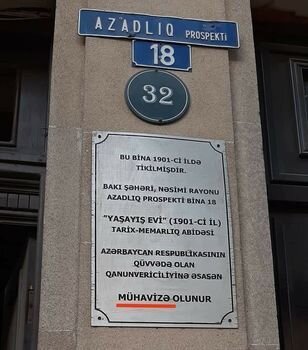 AZADLIQ PROSPEKTİ
18
32
BU BİNA 1901-Cİ İLDƏ
TİKİLMİŞDİR.
BAKI ŞƏHƏRİ, NƏSİMİ RAYONU
AZADLIQ PROSPEKTİ BİNA 18
"YAŞAYIŞ EVİ" (1901-Cİ İL)
TARİX-MEMARLIQ ABİDƏSİ
AZƏRBAYCAN RESPUBLİKASININ
QÜVVƏDƏ OLAN
QANUNVERİCİLİYİNƏ ƏSASƏN
MÜHAVİZƏ OLUNUR